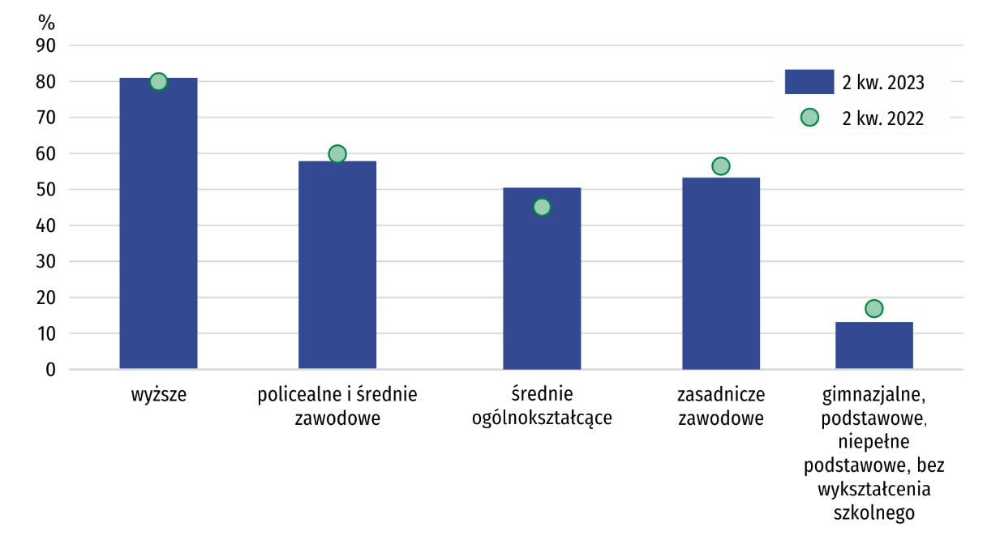 %
90
80
70
60
50
40
30
20
10
0
2 kw. 2023
2 kw. 2022
wyższe
policealne i średnie
zawodowe
średnie
ogólnokształcące
zasadnicze
zawodowe
gimnazjalne,
podstawowe,
niepełne
podstawowe, bez
wykształcenia
szkolnego